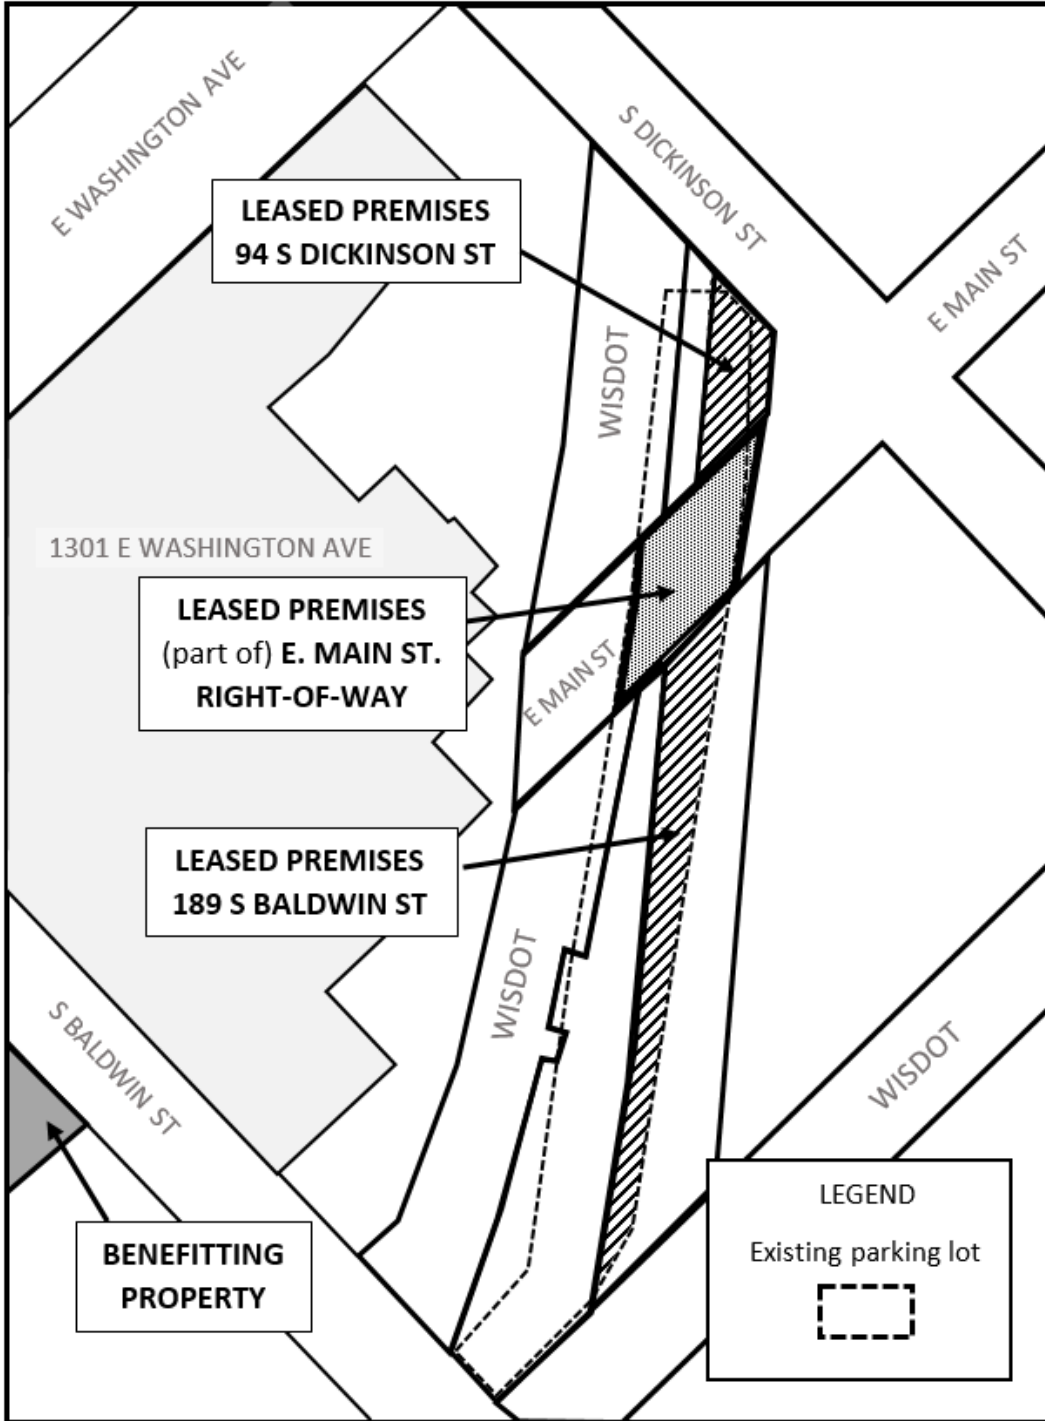 E WASHINGTON AVE
S DICKINSON ST
LEASED PREMISES
94 S DICKINSON ST
E MAIN ST
WISDOT
1301 E WASHINGTON AVE
LEASED PREMISES
(part of) E. MAIN ST.
RIGHT-OF-WAY
E MAIN ST
LEASED PREMISES
189 S BALDWIN ST
WISDOT
S BALDWIN ST
WISDOT
BENEFITTING
PROPERTY
LEGEND
Existing parking lot